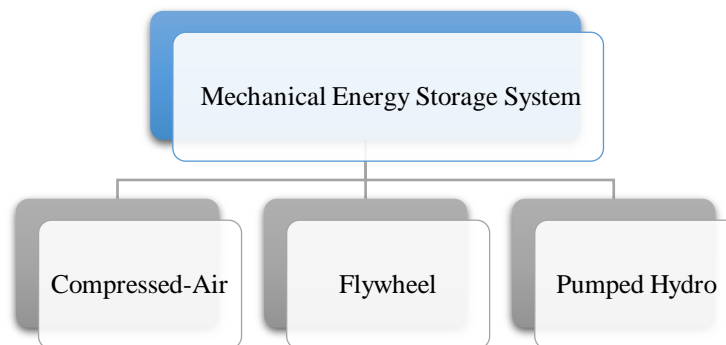 Mechanical Energy Storage System
Compressed-Air
Flywheel
Pumped Hydro